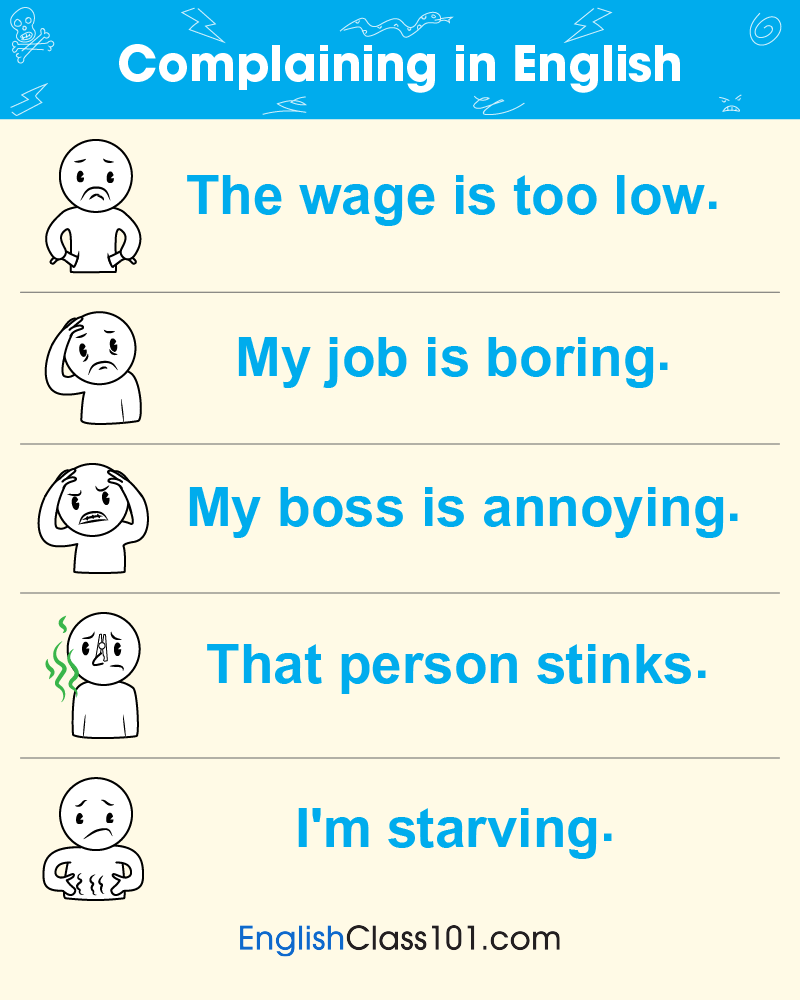 Complaining in English
The wage is too low.
My job is boring.
My boss is annoying.
That person stinks.
I'm starving.
EnglishClass101.com